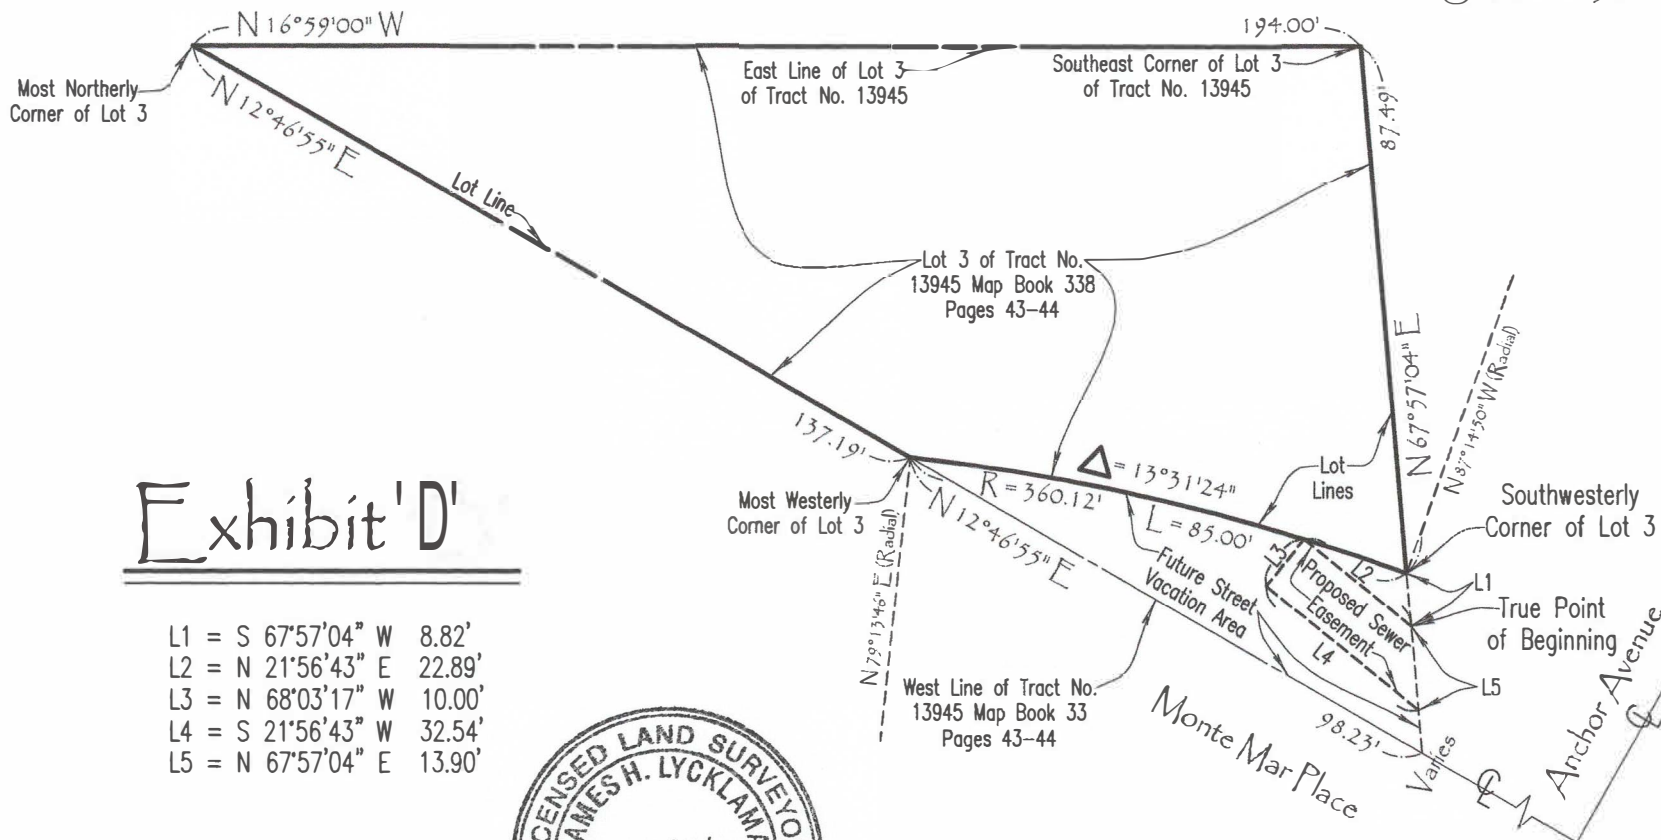 N 16°59'00" W
194.00'
Most Northerly
Corner of Lot 3
N 12°46'55" E
East Line of Lot 3
of Tract No. 13945
Southeast Corner of Lot 3
of Tract No. 13945
87.49'
Lot Line
Lot 3 of Tract No.
13945 Map Book 338
Pages 43-44
N 67°57'04" E
N 87°14'50" W (Radial)
137.19'
Δ = 13°31'24"
R = 360.12'
L = 85.00'
Lot
Lines
Most Westerly
Corner of Lot 3
N 12°46'55" E
N 79°13'46" E (Radial)
Southwesterly
Corner of Lot 3
Future Street
Vacation Area
L3
L2
L1
Proposed Sewer
Easement
True Point
of Beginning
L4
L5
West Line of Tract No.
13945 Map Book 33
Pages 43-44
Monte Mar Place
98.23'
Varies
Anchor Avenue
Exhibit 'D'
L1 = S 67°57'04" W 8.82'
L2 = N 21°56'43" E 22.89'
L3 = N 68°03'17" W 10.00'
L4 = S 21°56'43" W 32.54'
L5 = N 67°57'04" E 13.90'
CENSED LAND SURVEYO
AMES H. LYCKLAMA